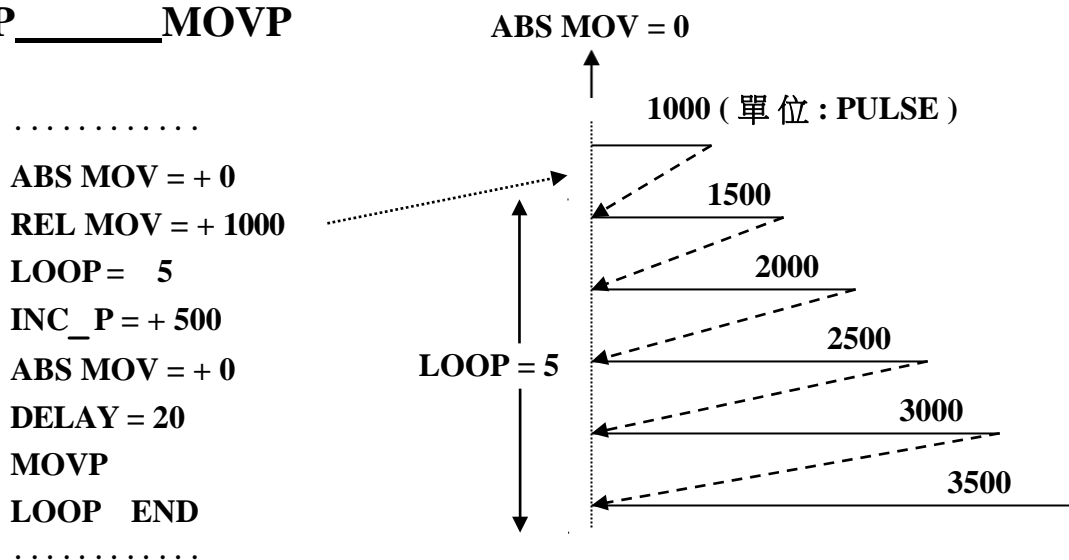 P______MOVP
ABS MOV = 0
............
ABS MOV = + 0
REL MOV = + 1000
LOOP = 5
INC_P = + 500
ABS MOV = + 0
DELAY = 20
MOVP
LOOP END
............
1000 ( 單 位 : PULSE )
1500
2000
2500
3000
3500
LOOP = 5